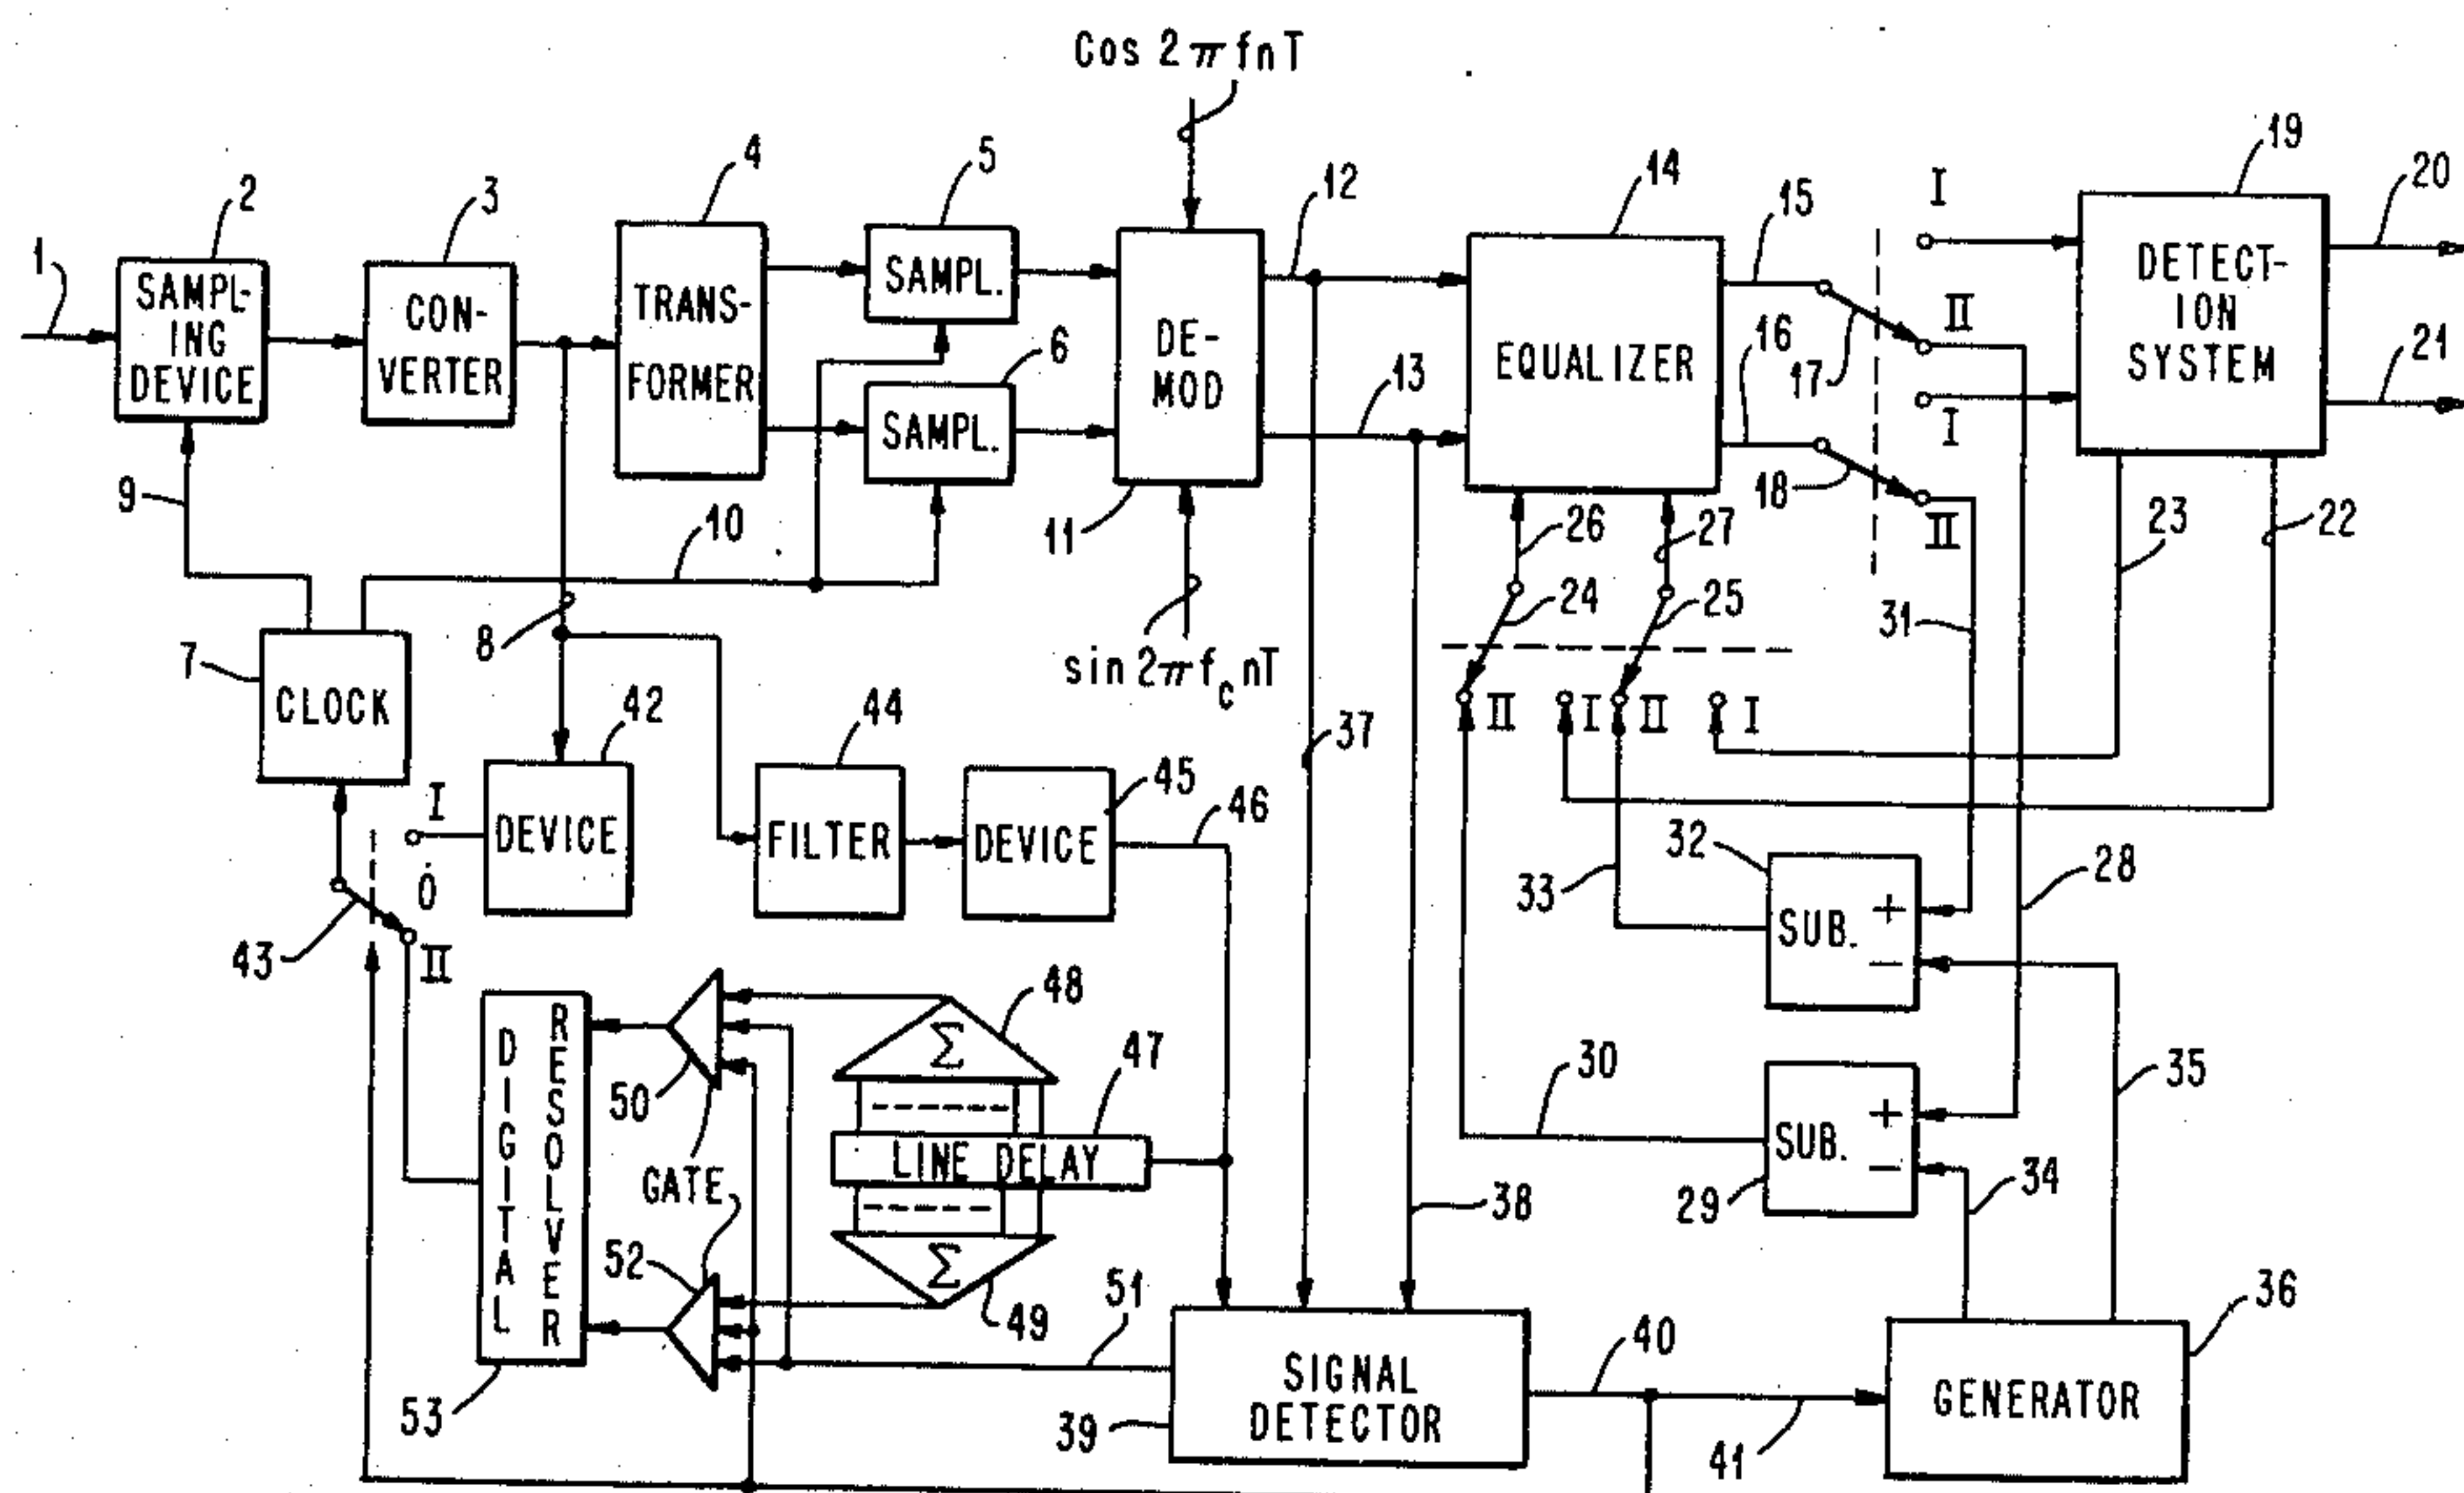 Cos 2πfnT
1
2
SAMPL-
ING
DEVICE
3
CON-
VERTER
4
TRANS-
FORMER
5
SAMPL.
6
SAMPL.
DE-
MOD
11
12
13
14
EQUALIZER
15
16
17
18
I
II
I
II
19
DETECT-
ION
SYSTEM
20
21
22
23
9
10
7
CLOCK
8
sin 2πf_c nT
26
27
24
25
II
I
II
I
31
28
37
42
DEVICE
44
FILTER
45
DEVICE
46
I
0
II
43
32
SUB.
+
−
33
30
SUB.
+
−
29
34
35
38
48
Σ
47
LINE DELAY
Σ
49
50
GATE
52
51
DIGITAL
RESOLVER
53
SIGNAL
DETECTOR
39
40
41
GENERATOR
36